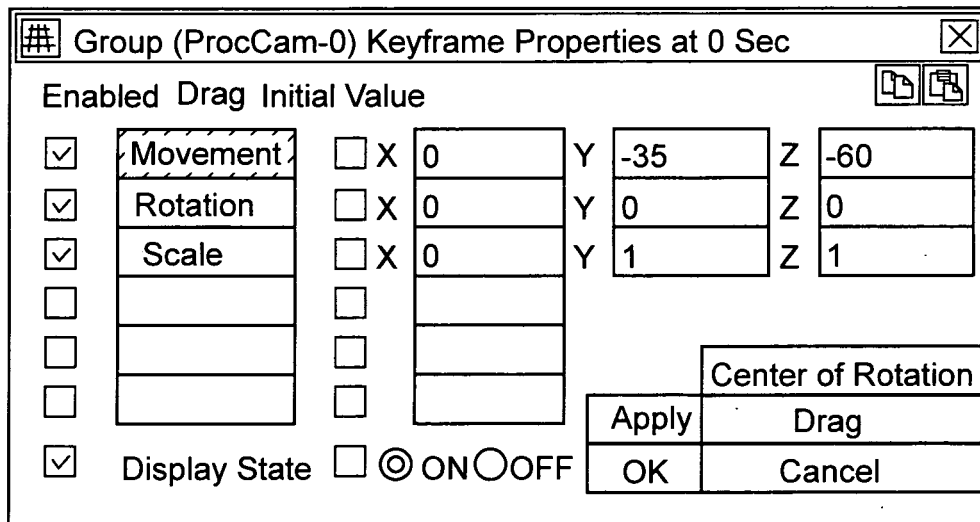 Group (ProcCam-0) Keyframe Properties at 0 Sec
Enabled Drag Initial Value
Movement X 0 Y -35 Z -60
Rotation X 0 Y 0 Z 0
Scale X 0 Y 1 Z 1
Center of Rotation
Apply Drag
Display State ON OFF OK Cancel